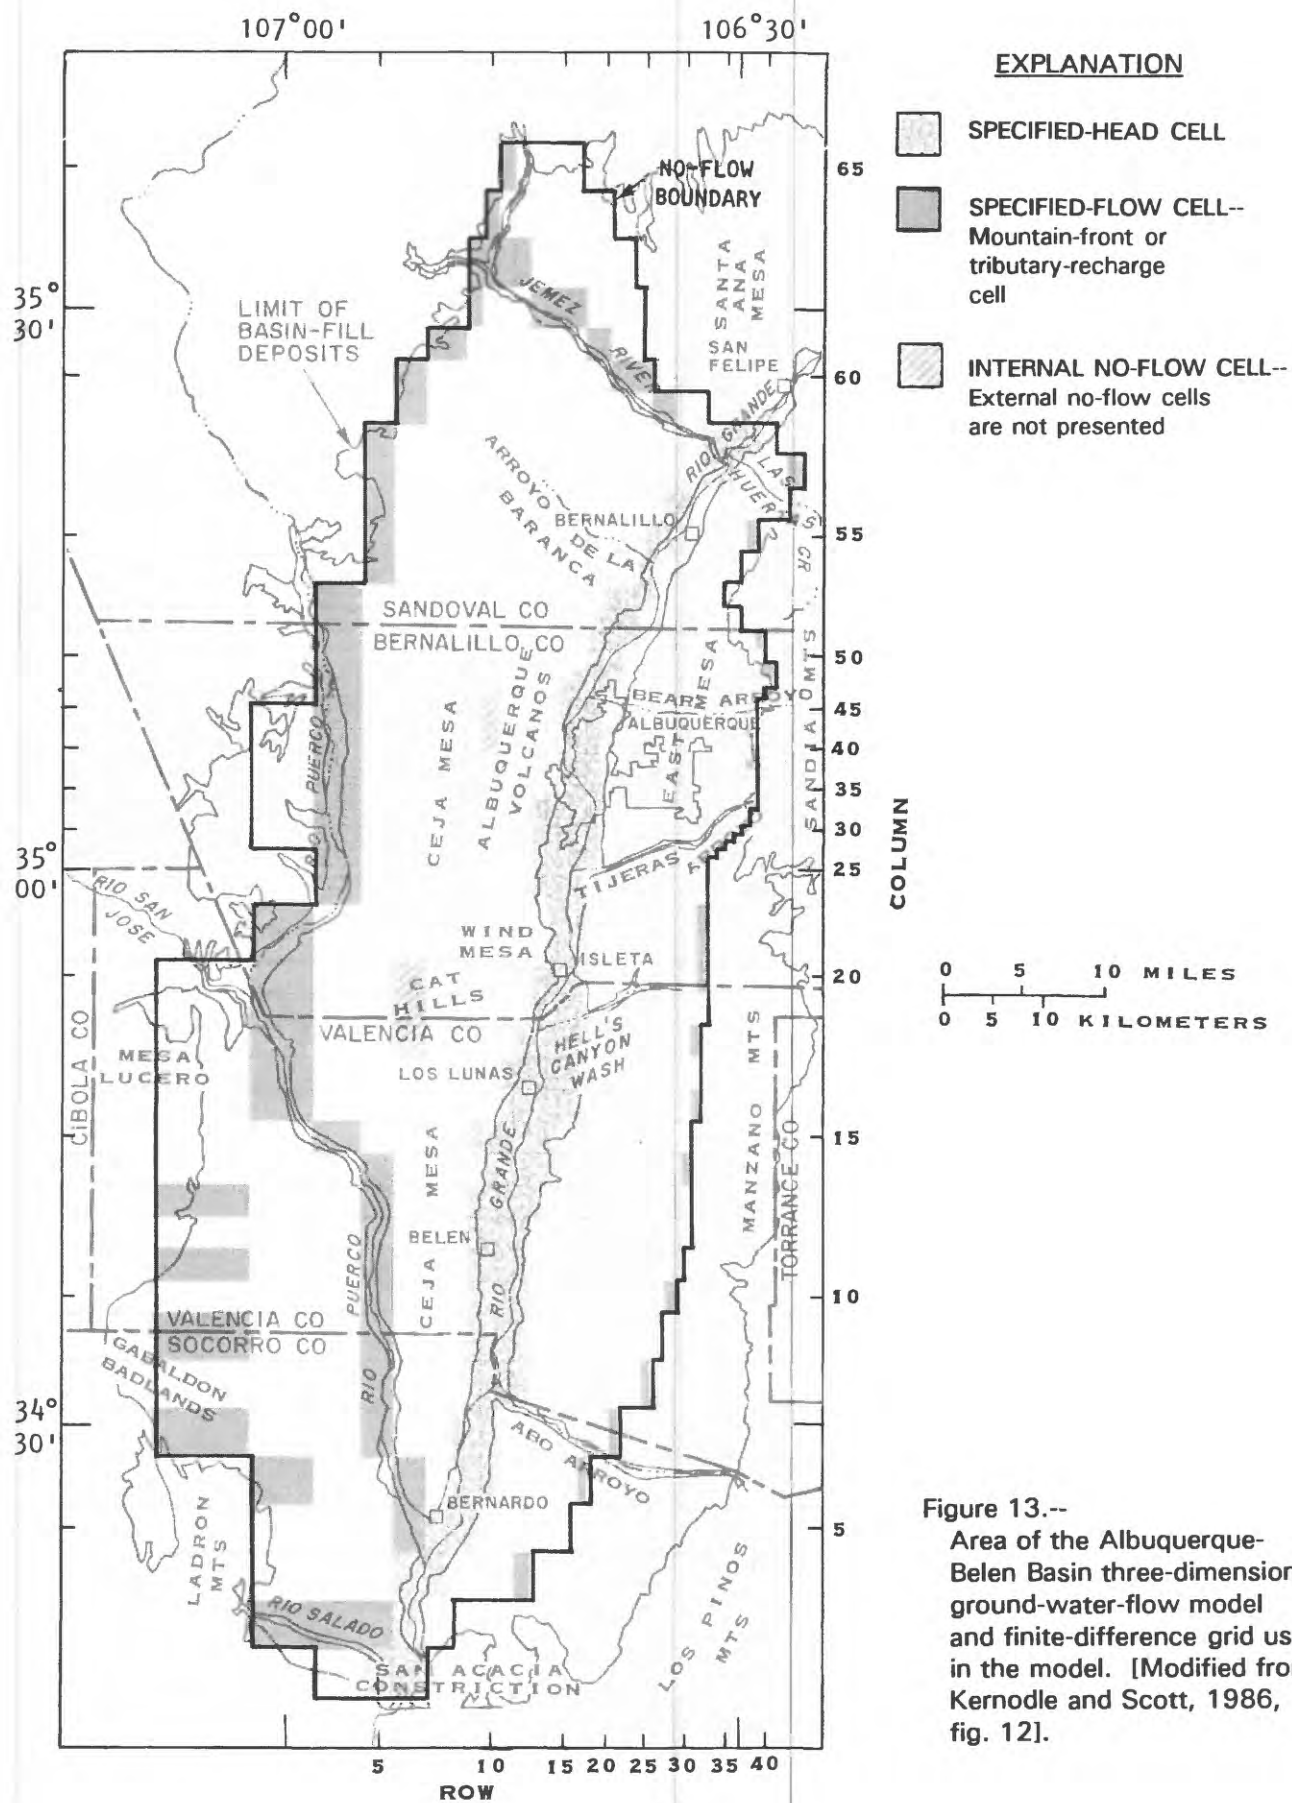 107°00'
106°30'
EXPLANATION
SPECIFIED-HEAD CELL
SPECIFIED-FLOW CELL--
Mountain-front or
tributary-recharge
cell
INTERNAL NO-FLOW CELL--
External no-flow cells
are not presented
NO-FLOW
BOUNDARY
65
SANTA
ANA
MESA
35°
30'
LIMIT OF
BASIN-FILL
DEPOSITS
JEMEZ
RIVER
SAN
FELIPE
60
RIO GRANDE
LAS
HUERTAS
CR
ARROYO
DE LA
BARANCA
BERNALILLO
55
SANDOVAL CO
BERNALILLO CO
50
BEAR ARROYO
ALBUQUERQUE
45
EAST MESA
40
CEJA MESA
ALBUQUERQUE
VOLCANOS
RIO PUERCO
SANDIA MTS
35
30
COLUMN
35°
00'
25
TIJERAS
RIO SAN
JOSE
WIND
MESA
ISLETA
20
CAT
HILLS
VALENCIA CO
HELL'S
CANYON
WASH
0 5 10 MILES
0 5 10 KILOMETERS
CIBOLA CO
MESA
LUCERO
LOS LUNAS
MANZANO MTS
TORRANCE CO
15
CEJA MESA
RIO GRANDE
BELEN
RIO PUERCO
10
VALENCIA CO
SOCORRO CO
GABALDON
BADLANDS
34°
30'
ABO ARROYO
BERNARDO
5
LADRON
MTS
LOS PINOS
MTS
RIO SALADO
SAN ACACIA
CONSTRICTION
5 10 15 20 25 30 35 40
ROW
Figure 13.--
Area of the Albuquerque-
Belen Basin three-dimension
ground-water-flow model
and finite-difference grid us
in the model. [Modified fro
Kernodle and Scott, 1986,
fig. 12].